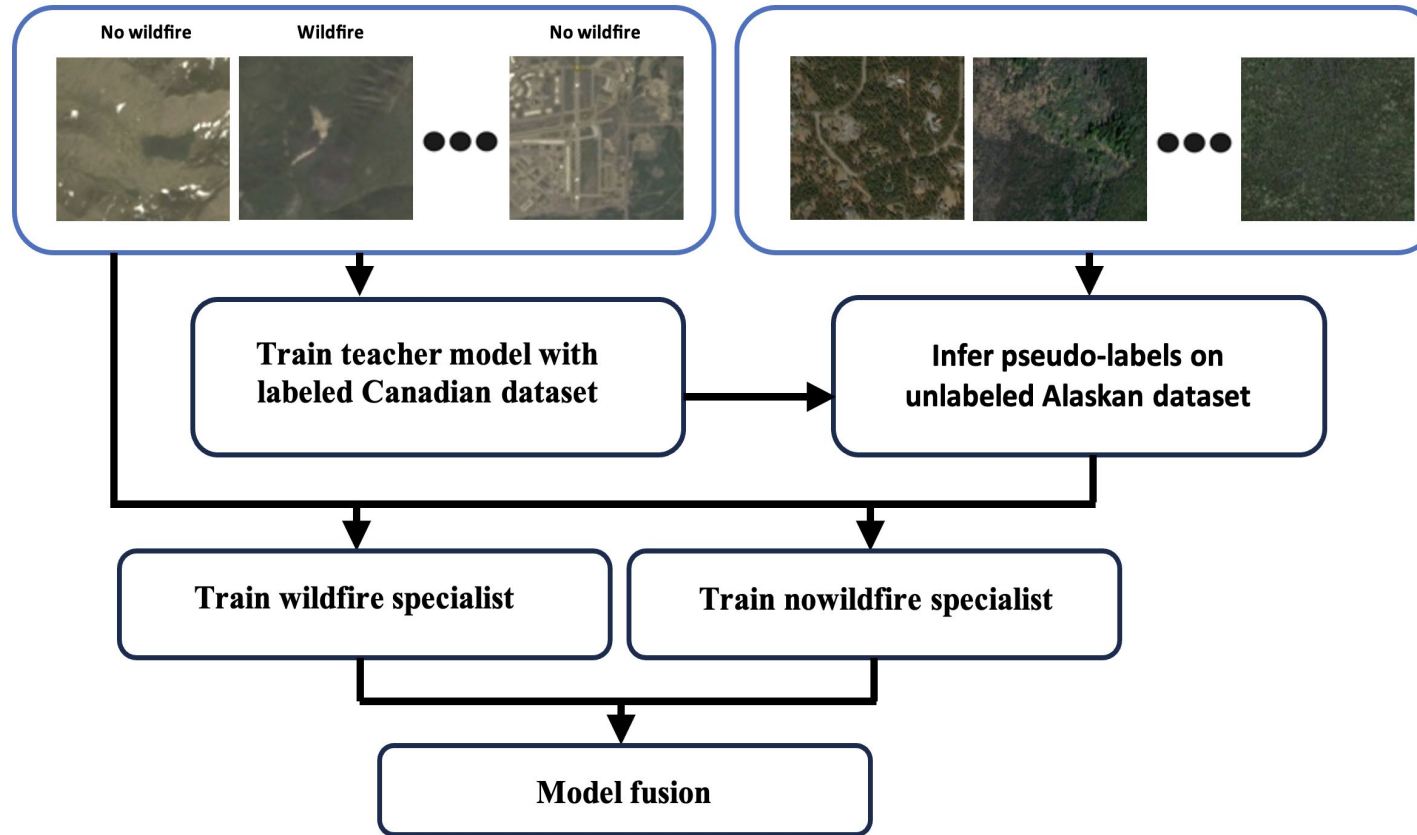 No wildfire
Wildfire
No wildfire
Train teacher model with
labeled Canadian dataset
Infer pseudo-labels on
unlabeled Alaskan dataset
Train wildfire specialist
Train nowildfire specialist
Model fusion